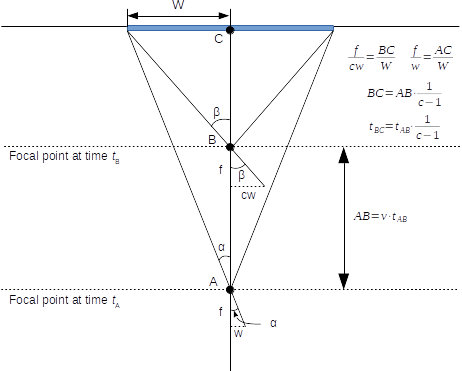 W
C
f/cw = BC/W f/w = AC/W
BC=AB·1/c−1
β
t_BC=t_AB·1/c−1
B
Focal point at time t_B
f
β
cw
AB=v·t_AB
α
A
Focal point at time t_A
f
α
w